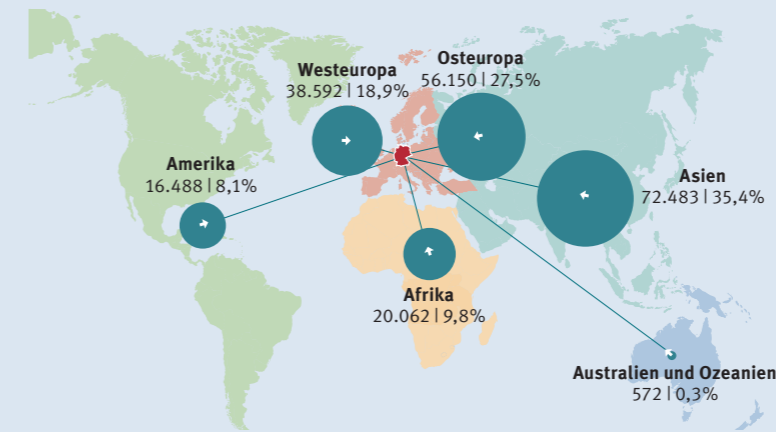 Westeuropa
38.592 | 18,9%
Osteuropa
56.150 | 27,5%
Amerika
16.488 | 8,1%
Asien
72.483 | 35,4%
Afrika
20.062 | 9,8%
Australien und Ozeanien
572 | 0,3%